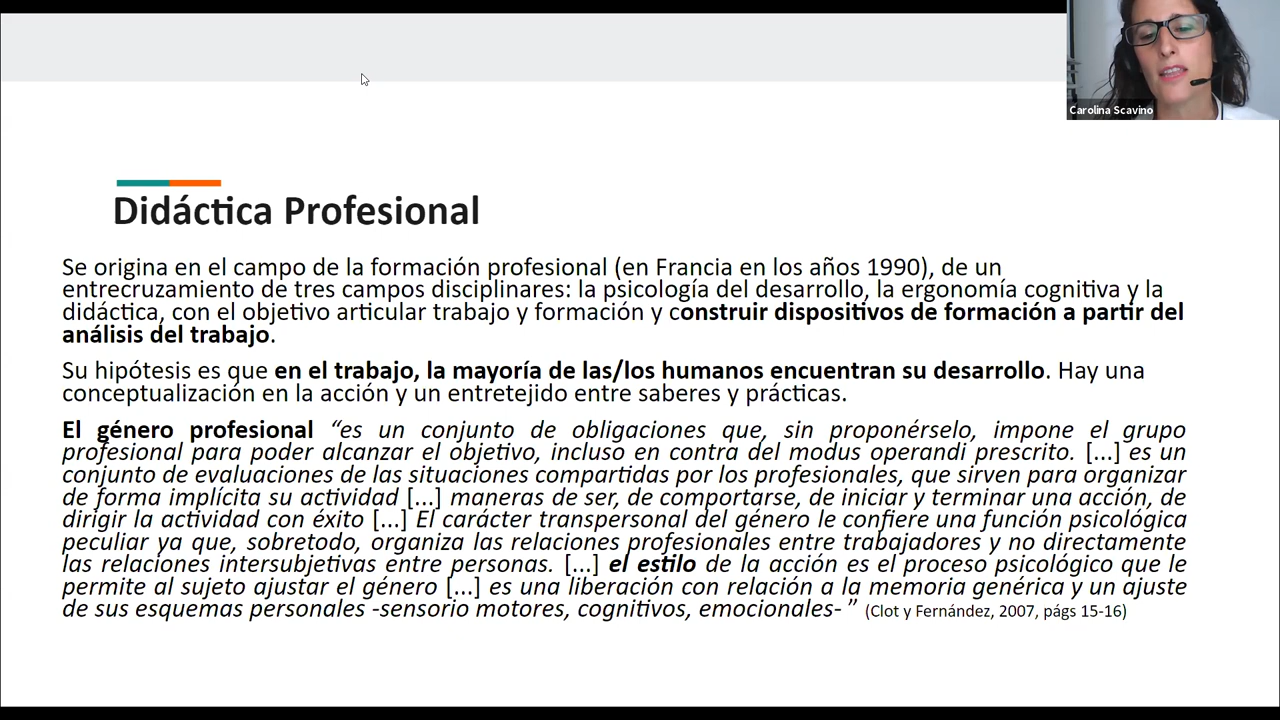 Carolina Scavino
Didáctica Profesional
Se origina en el campo de la formación profesional (en Francia en los años 1990), de un
entrecruzamiento de tres campos disciplinares: la psicología del desarrollo, la ergonomía cognitiva y la
didáctica, con el objetivo articular trabajo y formación y construir dispositivos de formación a partir del
análisis del trabajo.
Su hipótesis es que en el trabajo, la mayoría de las/los humanos encuentran su desarrollo. Hay una
conceptualización en la acción y un entretejido entre saberes y prácticas.
El género profesional “es un conjunto de obligaciones que, sin proponérselo, impone el grupo
profesional para poder alcanzar el objetivo, incluso en contra del modus operandi prescrito. [...] es un
conjunto de evaluaciones de las situaciones compartidas por los profesionales, que sirven para organizar
de forma implícita su actividad [...] maneras de ser, de comportarse, de iniciar y terminar una acción, de
dirigir la actividad con éxito [...] El carácter transpersonal del género le confiere una función psicológica
peculiar ya que, sobretodo, organiza las relaciones profesionales entre trabajadores y no directamente
las relaciones intersubjetivas entre personas. [...] el estilo de la acción es el proceso psicológico que le
permite al sujeto ajustar el género [...] es una liberación con relación a la memoria genérica y un ajuste
de sus esquemas personales -sensorio motores, cognitivos, emocionales- ” (Clot y Fernández, 2007, págs 15-16)